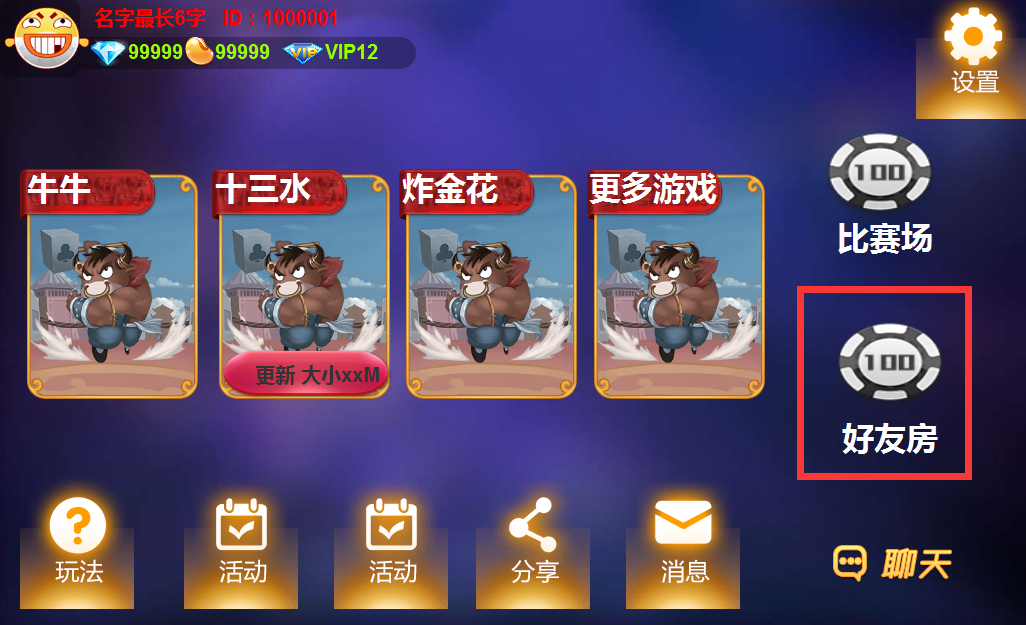 名字最长6字 ID：1000001
99999 99999 VIP VIP12
设置
牛牛 十三水 炸金花 更多游戏
100
比赛场
100
更新 大小xxM
好友房
玩法 活动 活动 分享 消息
聊天